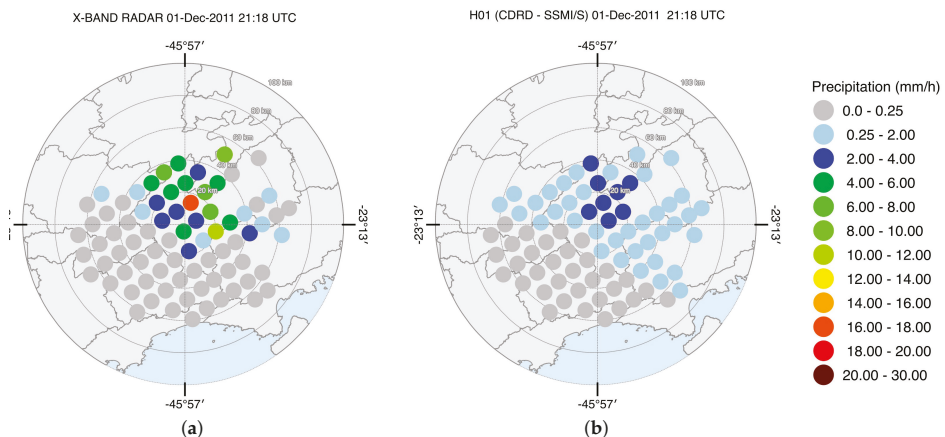 X-BAND RADAR 01-Dec-2011 21:18 UTC
H01 (CDRD - SSMI/S) 01-Dec-2011 21:18 UTC
-45°57′
-45°57′
100 km
80 km
60 km
40 km
20 km
100 km
80 km
60 km
40 km
20 km
-23°13′
-23°13′
-23°13′
-45°57′
-45°57′
(a)
(b)
Precipitation (mm/h)
0.0 - 0.25
0.25 - 2.00
2.00 - 4.00
4.00 - 6.00
6.00 - 8.00
8.00 - 10.00
10.00 - 12.00
12.00 - 14.00
14.00 - 16.00
16.00 - 18.00
18.00 - 20.00
20.00 - 30.00